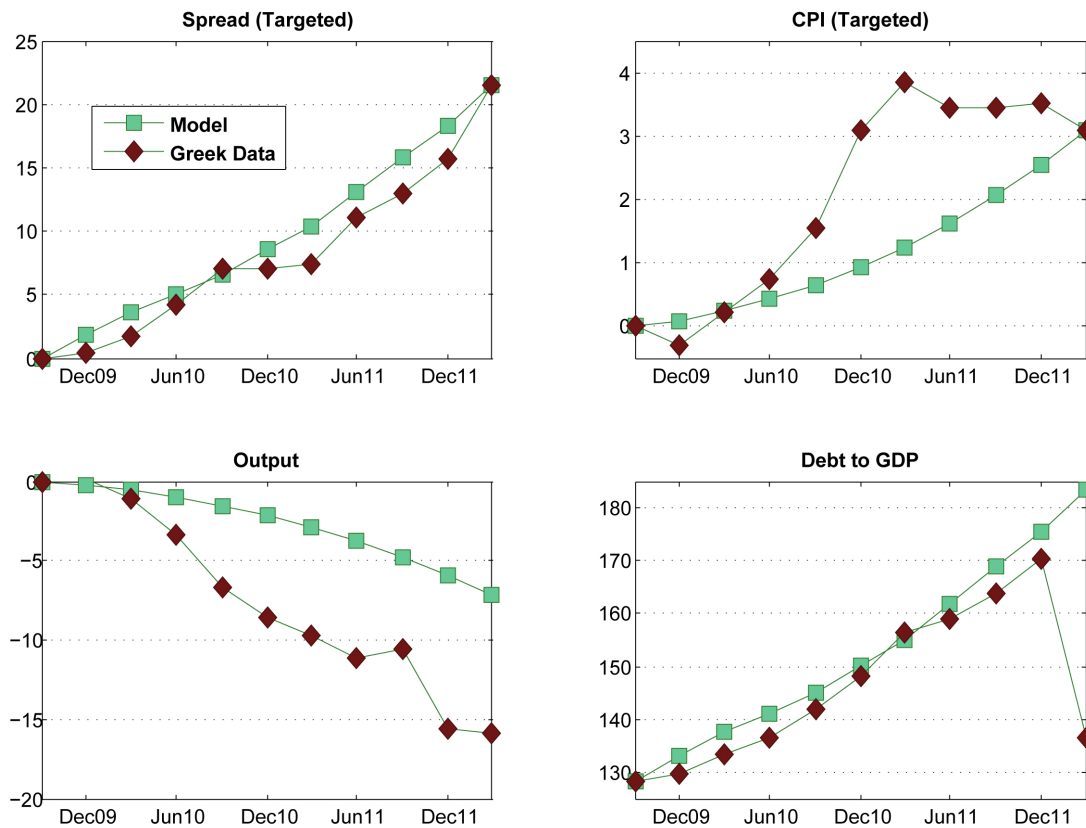 Spread (Targeted)
25
20
15
10
5
0
Model
Greek Data
Dec09 Jun10 Dec10 Jun11 Dec11
CPI (Targeted)
4
3
2
1
0
Dec09 Jun10 Dec10 Jun11 Dec11
Output
0
−5
−10
−15
−20
Dec09 Jun10 Dec10 Jun11 Dec11
Debt to GDP
180
170
160
150
140
130
Dec09 Jun10 Dec10 Jun11 Dec11